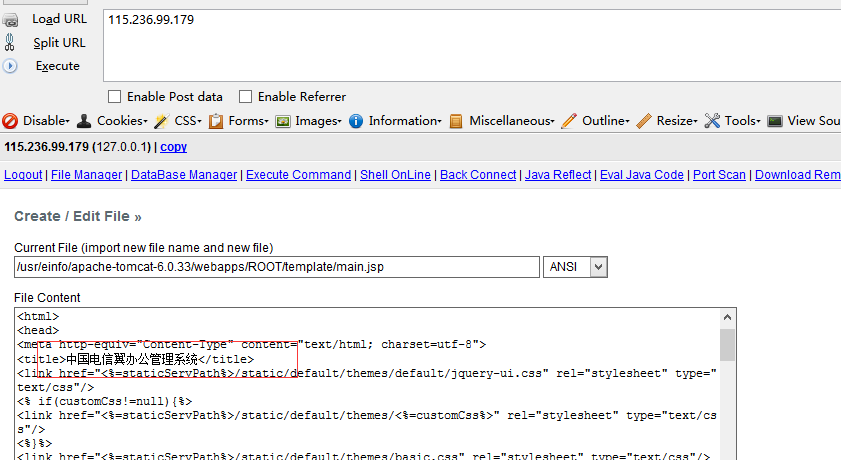 Load URL
115.236.99.179
Split URL
Execute
Enable Post data Enable Referrer
Disable Cookies CSS Forms Images Information Miscellaneous Outline Resize Tools View Sou
115.236.99.179 (127.0.0.1) | copy
Logout | File Manager | DataBase Manager | Execute Command | Shell OnLine | Back Connect | Java Reflect | Eval Java Code | Port Scan | Download Rem
Create / Edit File »
Current File (import new file name and new file)
/usr/einfo/apache-tomcat-6.0.33/webapps/ROOT/template/main.jsp ANSI
File Content
<html>
<head>
<meta http-equiv="Content-Type" content="text/html; charset=utf-8">
<title>中国电信翼办公管理系统</title>
<link href="<%=staticServPath%>/static/default/themes/default/jquery-ui.css" rel="stylesheet" type="
text/css"/>
<% if(customCss!=null){%>
<link href="<%=staticServPath%>/static/default/themes/<%=customCss%>" rel="stylesheet" type="text/cs
s"/>
<%}%>
<link href="<%=staticServPath%>/static/default/themes/basic.css" rel="stylesheet" type="text/css"/>